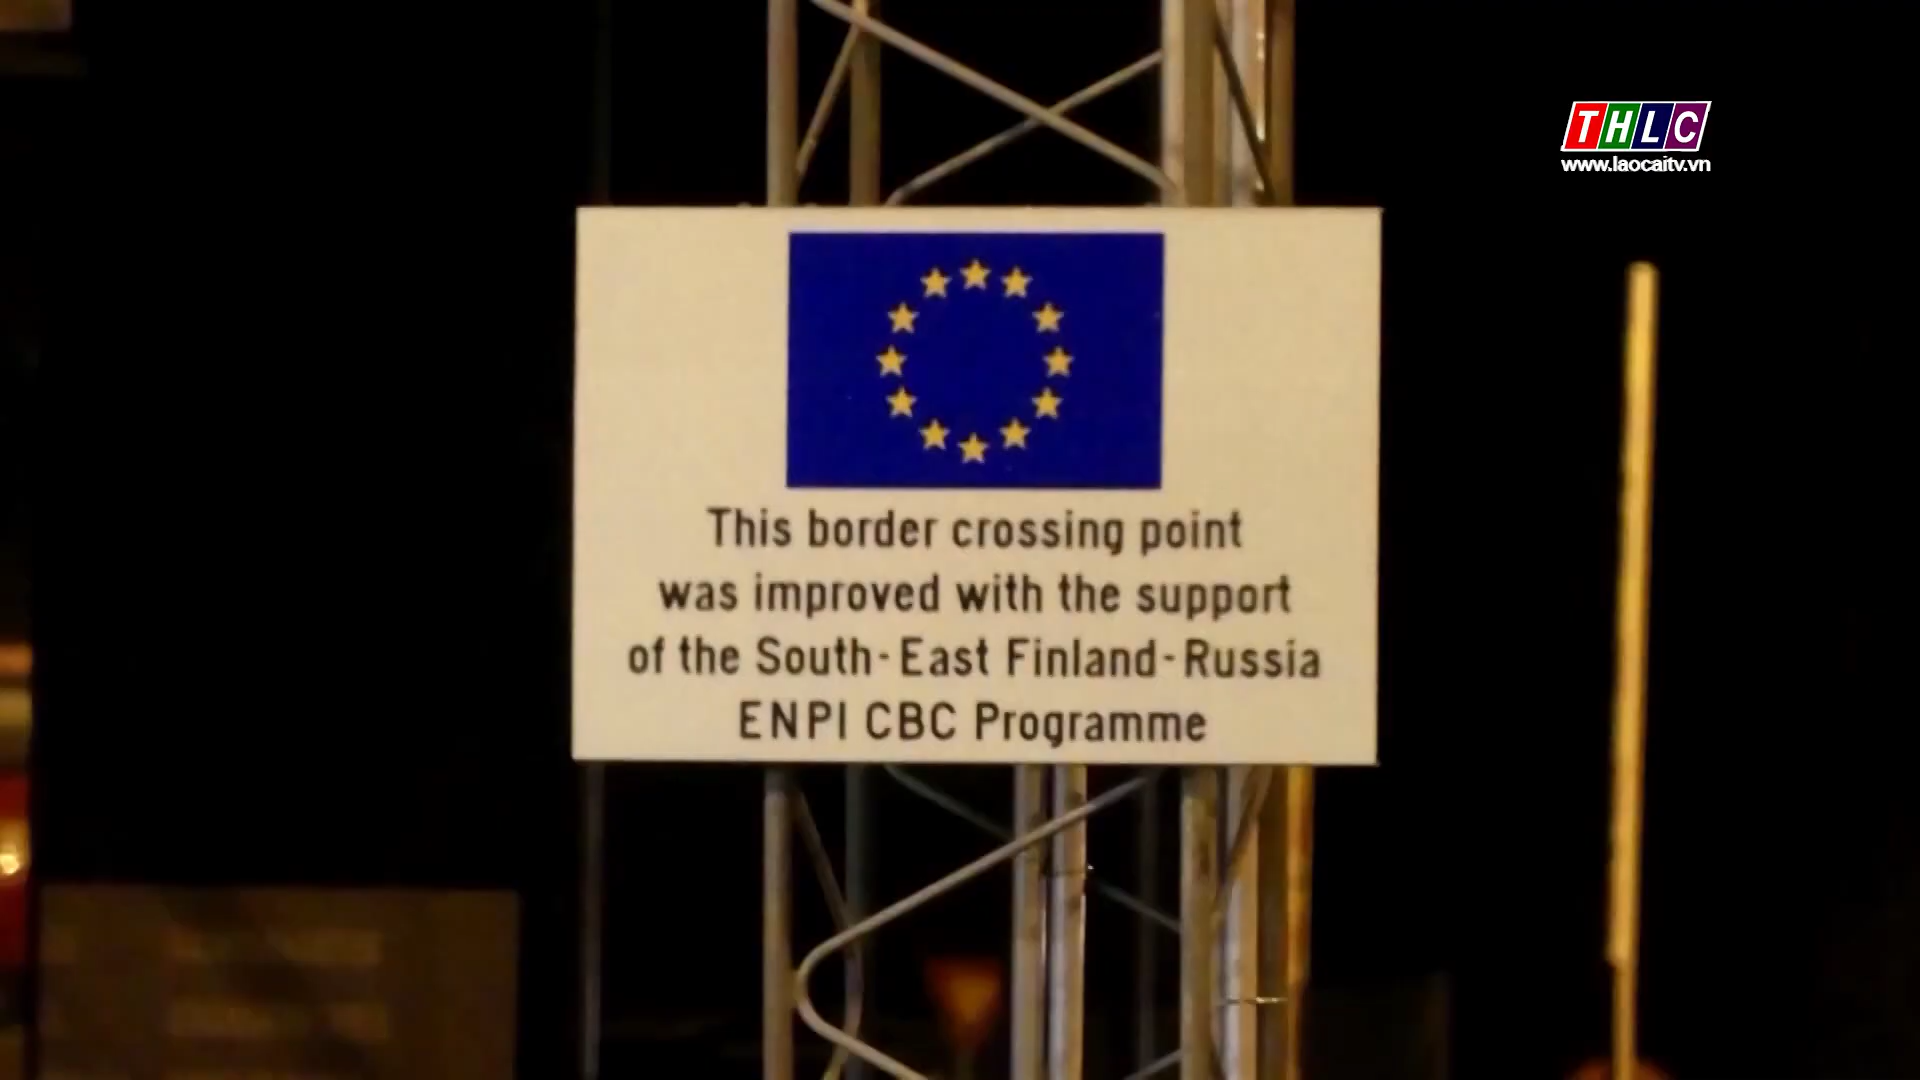 THLC
www.laocaitv.vn
This border crossing point
was improved with the support
of the South-East Finland-Russia
ENPI CBC Programme